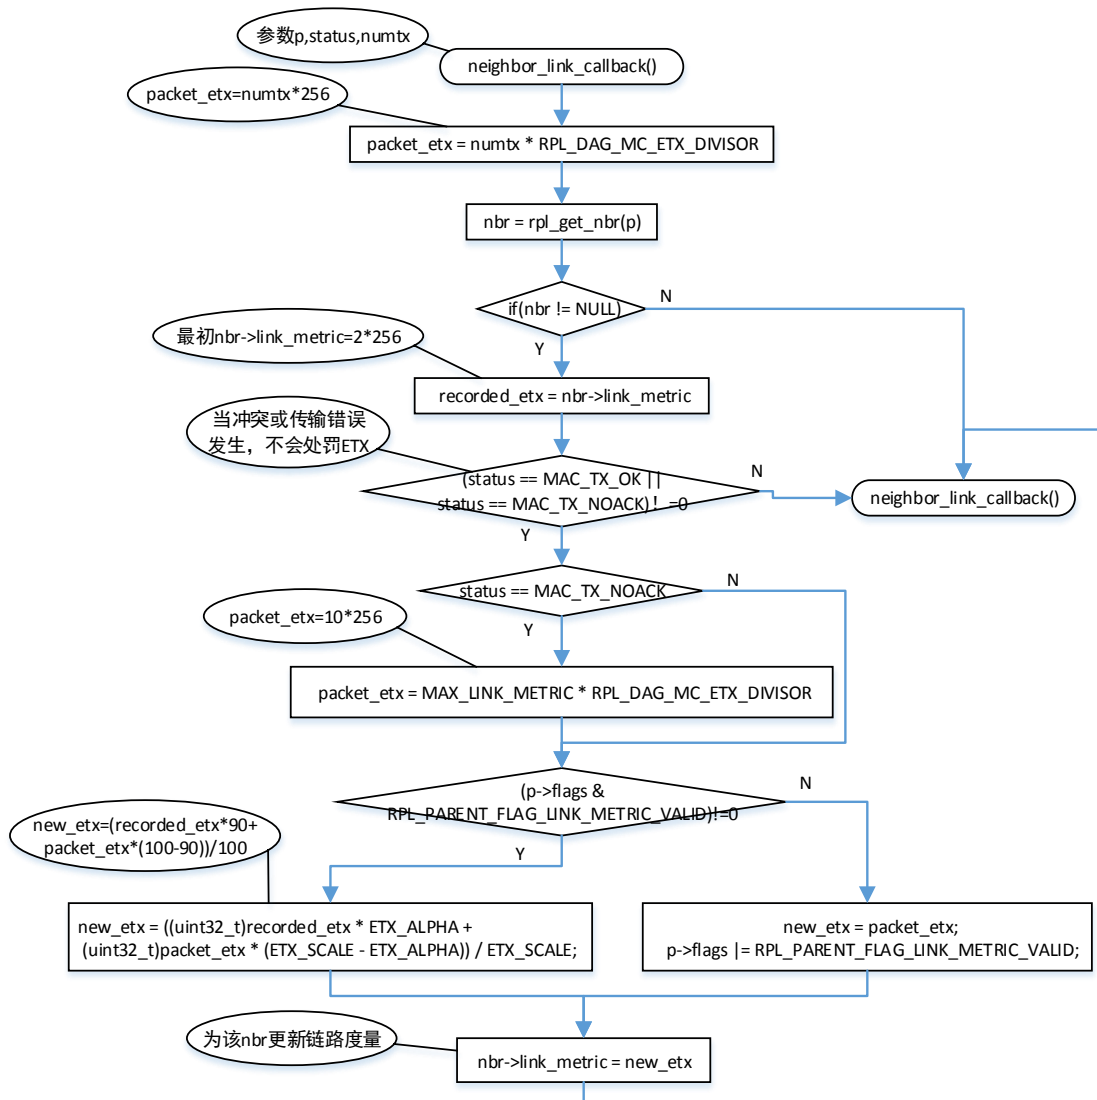 参数p,status,numtx
neighbor_link_callback()
packet_etx=numtx*256
packet_etx = numtx * RPL_DAG_MC_ETX_DIVISOR
nbr = rpl_get_nbr(p)
if(nbr != NULL)
N
Y
最初nbr->link_metric=2*256
recorded_etx = nbr->link_metric
当冲突或传输错误
发生，不会处罚ETX
(status == MAC_TX_OK ||
status == MAC_TX_NOACK)！=0
N
neighbor_link_callback()
Y
status == MAC_TX_NOACK
N
Y
packet_etx=10*256
packet_etx = MAX_LINK_METRIC * RPL_DAG_MC_ETX_DIVISOR
(p->flags &
RPL_PARENT_FLAG_LINK_METRIC_VALID)!=0
N
Y
new_etx=(recorded_etx*90+
packet_etx*(100-90))/100
new_etx = ((uint32_t)recorded_etx * ETX_ALPHA +
(uint32_t)packet_etx * (ETX_SCALE - ETX_ALPHA)) / ETX_SCALE;
new_etx = packet_etx;
p->flags |= RPL_PARENT_FLAG_LINK_METRIC_VALID;
为该nbr更新链路度量
nbr->link_metric = new_etx